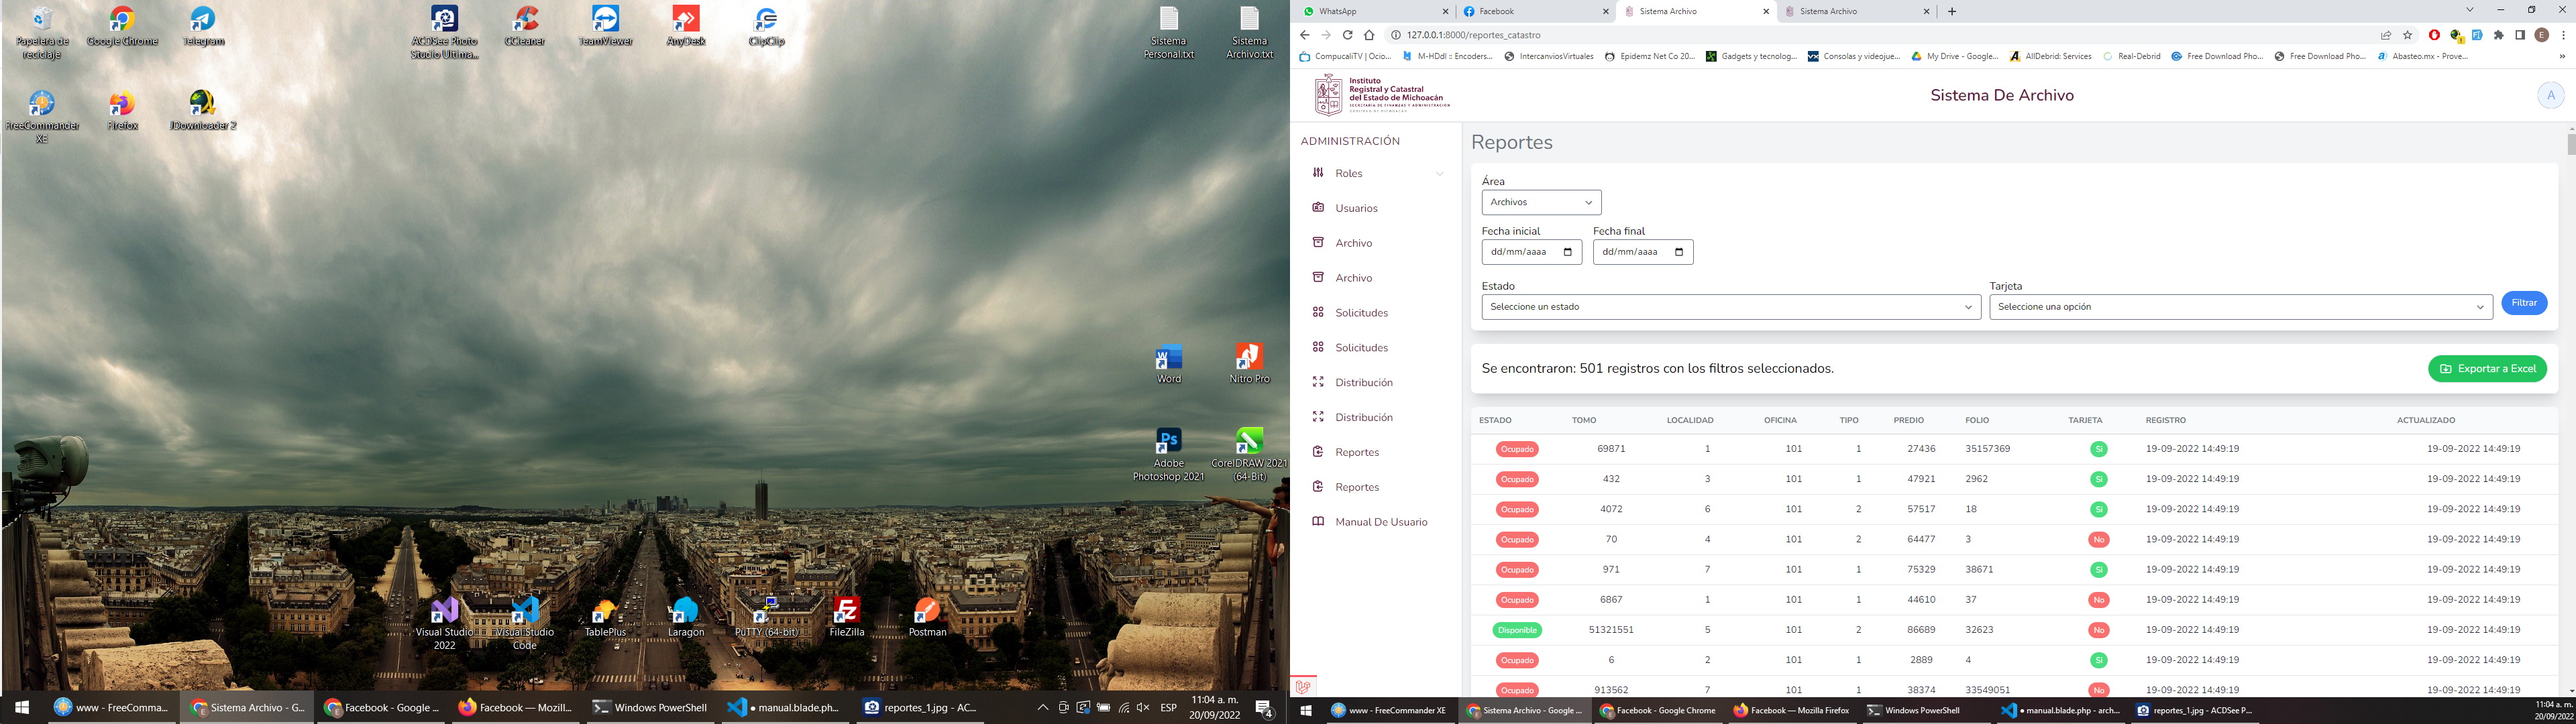 Papelera de
reciclaje
Google Chrome
Telegram
ACDSee Photo
Studio Ultima...
CCleaner
TeamViewer
AnyDesk
ClipClip
Sistema
Personal.txt
Sistema
Archivo.txt
FreeCommander
XE
Firefox
JDownloader 2
Word
Nitro Pro
Adobe
Photoshop 2021
CorelDRAW 2021
(64-Bit)
Visual Studio
2022
Visual Studio
Code
TablePlus
Laragon
PuTTY (64-bit)
FileZilla
Postman
www - FreeComma...
Sistema Archivo - G...
Facebook - Google ...
Facebook — Mozill...
Windows PowerShell
● manual.blade.ph...
reportes_1.jpg - AC...
ESP
11:04 a. m.
20/09/2022
4
WhatsApp
Facebook
Sistema Archivo
Sistema Archivo
127.0.0.1:8000/reportes_catastro
E
CompucaliTV | Ocio...
M-HDdl :: Encoders...
IntercanviosVirtuales
Epidemz Net Co 20...
Gadgets y tecnolog...
Consolas y videojue...
My Drive - Google...
AllDebrid: Services
Real-Debrid
Free Download Pho...
Free Download Pho...
Abasteo.mx - Prove...
Instituto
Registral y Catastral
del Estado de Michoacán
SECRETARÍA DE FINANZAS Y ADMINISTRACIÓN
Sistema De Archivo
A
ADMINISTRACIÓN
Roles
Usuarios
Archivo
Archivo
Solicitudes
Solicitudes
Distribución
Distribución
Reportes
Reportes
Manual De Usuario
Reportes
Área
Archivos
Fecha inicial Fecha final
dd/mm/aaaa dd/mm/aaaa
Estado Tarjeta
Seleccione un estado Seleccione una opción Filtrar
Se encontraron: 501 registros con los filtros seleccionados. Exportar a Excel
ESTADO TOMO LOCALIDAD OFICINA TIPO PREDIO FOLIO TARJETA REGISTRO ACTUALIZADO
Ocupado 69871 1 101 1 27436 35157369 Si 19-09-2022 14:49:19 19-09-2022 14:49:19
Ocupado 432 3 101 1 47921 2962 Si 19-09-2022 14:49:19 19-09-2022 14:49:19
Ocupado 4072 6 101 2 57517 18 Si 19-09-2022 14:49:19 19-09-2022 14:49:19
Ocupado 70 4 101 2 64477 3 No 19-09-2022 14:49:19 19-09-2022 14:49:19
Ocupado 971 7 101 1 75329 38671 Si 19-09-2022 14:49:19 19-09-2022 14:49:19
Ocupado 6867 1 101 1 44610 37 No 19-09-2022 14:49:19 19-09-2022 14:49:19
Disponible 51321551 5 101 2 86689 32623 No 19-09-2022 14:49:19 19-09-2022 14:49:19
Ocupado 6 2 101 1 2889 4 Si 19-09-2022 14:49:19 19-09-2022 14:49:19
Ocupado 913562 7 101 1 38374 33549051 No 19-09-2022 14:49:19 19-09-2022 14:49:19
www - FreeCommander XE
Sistema Archivo - Google ...
Facebook - Google Chrome
Facebook — Mozilla Firefox
Windows PowerShell
● manual.blade.php - arch...
reportes_1.jpg - ACDSee P...
11:04 a. m.
20/09/2022